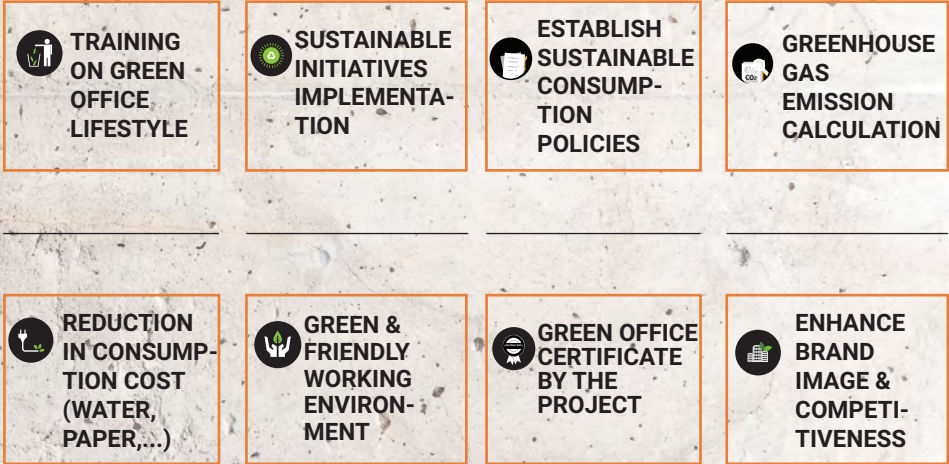 TRAINING
ON GREEN
OFFICE
LIFESTYLE
SUSTAINABLE
INITIATIVES
IMPLEMENTA-
TION
ESTABLISH
SUSTAINABLE
CONSUMP-
TION
POLICIES
GREENHOUSE
GAS
EMISSION
CALCULATION
CO₂
REDUCTION
IN CONSUMP-
TION COST
(WATER,
PAPER,...)
GREEN &
FRIENDLY
WORKING
ENVIRON-
MENT
GREEN OFFICE
CERTIFICATE
BY THE
PROJECT
ENHANCE
BRAND
IMAGE &
COMPETI-
TIVENESS